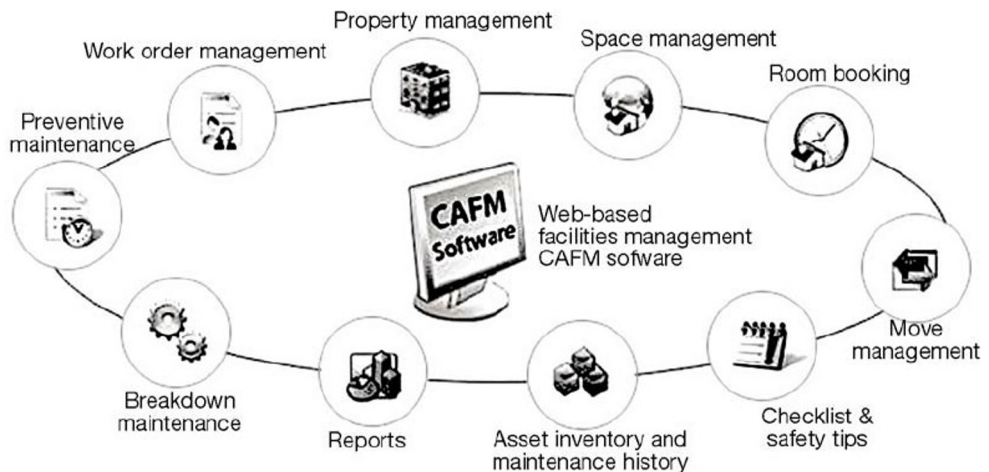 Property management
Work order management
Space management
Room booking
Preventive
maintenance
CAFM
Software
Web-based
facilities management
CAFM sofware
Move
management
Breakdown
maintenance
Reports
Asset inventory and
maintenance history
Checklist &
safety tips